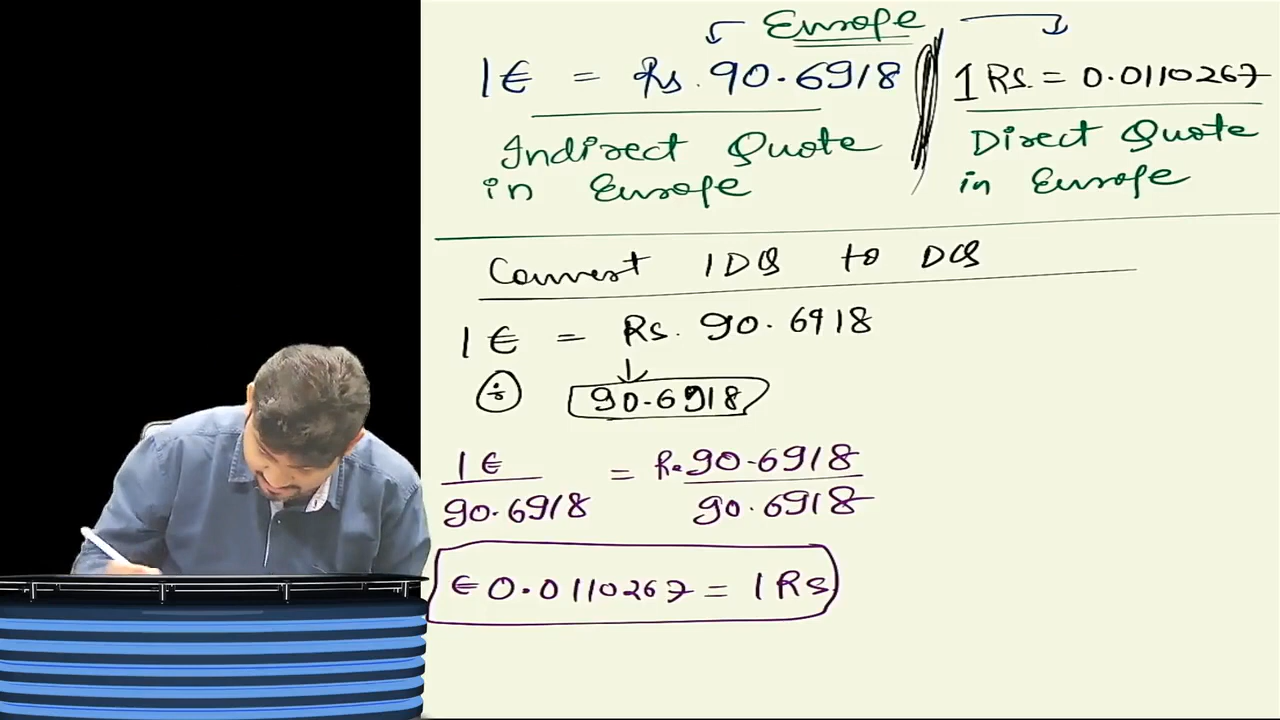 Europe
1€ = Rs. 90.6918
1 Rs. = 0.0110267
Indirect Quote
in Europe
Direct Quote
in Europe
Convert IDQ to DQ
1€ = Rs. 90.6918
÷ 90.6918
1€ = Rs. 90.6918
90.6918 90.6918
€0.0110267 = 1 Rs